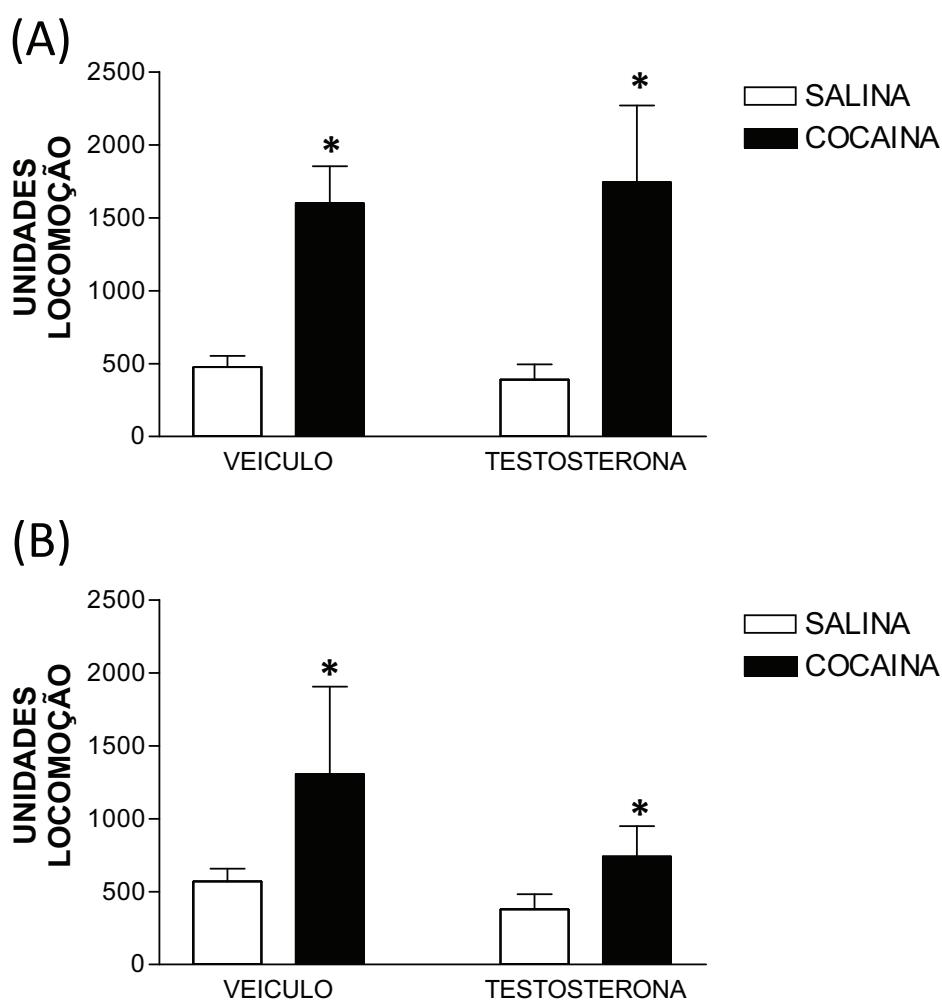 (A)
2500
2000
1500
1000
500
0
UNIDADES
LOCOMOÇÃO
*
*
SALINA
COCAINA
VEICULO
TESTOSTERONA
(B)
2500
2000
1500
1000
500
0
UNIDADES
LOCOMOÇÃO
*
*
SALINA
COCAINA
VEICULO
TESTOSTERONA